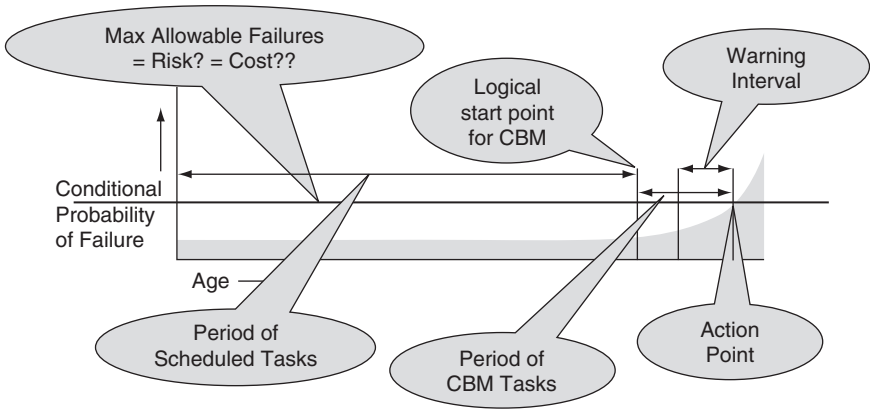 Max Allowable Failures
= Risk? = Cost??
Logical
start point
for CBM
Warning
Interval
Conditional
Probability
of Failure
Age
Period of
Scheduled Tasks
Period of
CBM Tasks
Action
Point